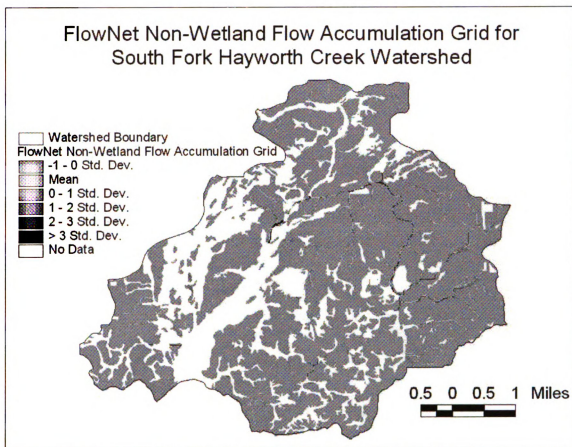 FlowNet Non-Wetland Flow Accumulation Grid for
South Fork Hayworth Creek Watershed
Watershed Boundary
FlowNet Non-Wetland Flow Accumulation Grid
-1 - 0 Std. Dev.
Mean
0 - 1 Std. Dev.
1 - 2 Std. Dev.
2 - 3 Std. Dev.
> 3 Std. Dev.
No Data
0.5 0 0.5 1 Miles